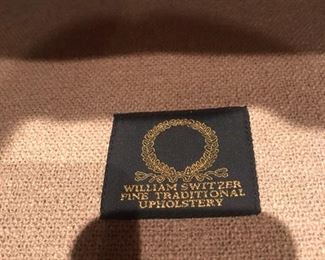 WILLIAM SWITZER
FINE TRADITIONAL
UPHOLSTERY